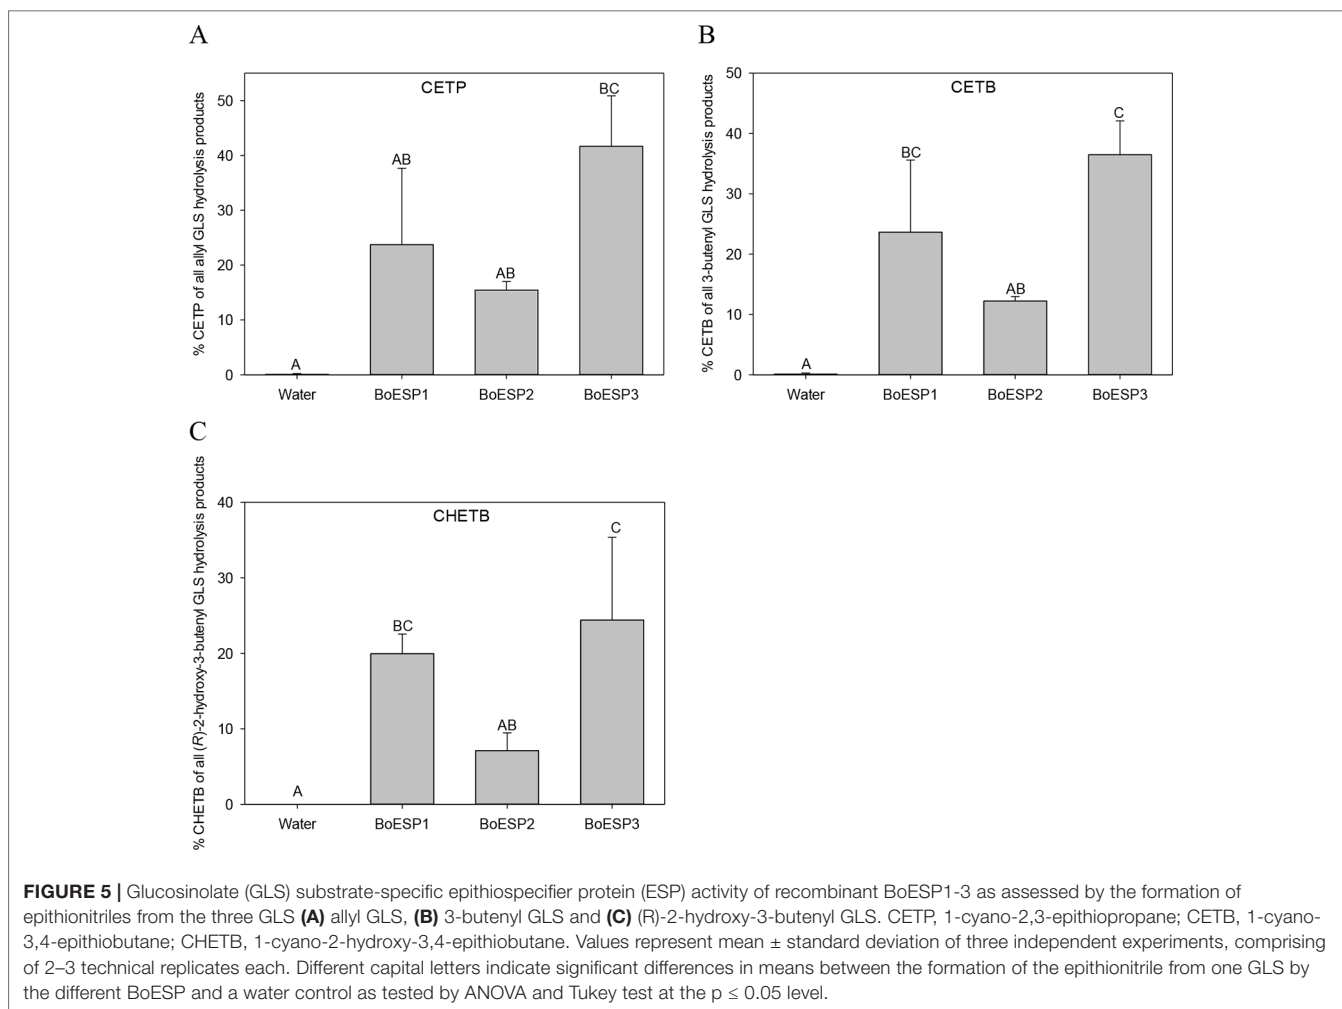 A
CETP
% CETP of all allyl GLS hydrolysis products
50
40
30
20
10
0
A
AB
AB
BC
Water
BoESP1
BoESP2
BoESP3
B
CETB
% CETB of all 3-butenyl GLS hydrolysis products
50
40
30
20
10
0
A
BC
AB
C
Water
BoESP1
BoESP2
BoESP3
C
CHETB
% CHETB of all (R)-2-hydroxy-3-butenyl GLS hydrolysis products
40
30
20
10
0
A
BC
AB
C
Water
BoESP1
BoESP2
BoESP3
FIGURE 5 | Glucosinolate (GLS) substrate-specific epithiospecifier protein (ESP) activity of recombinant BoESP1-3 as assessed by the formation of
epithionitriles from the three GLS (A) allyl GLS, (B) 3-butenyl GLS and (C) (R)-2-hydroxy-3-butenyl GLS. CETP, 1-cyano-2,3-epithiopropane; CETB, 1-cyano-
3,4-epithiobutane; CHETB, 1-cyano-2-hydroxy-3,4-epithiobutane. Values represent mean ± standard deviation of three independent experiments, comprising
of 2–3 technical replicates each. Different capital letters indicate significant differences in means between the formation of the epithionitrile from one GLS by
the different BoESP and a water control as tested by ANOVA and Tukey test at the p ≤ 0.05 level.